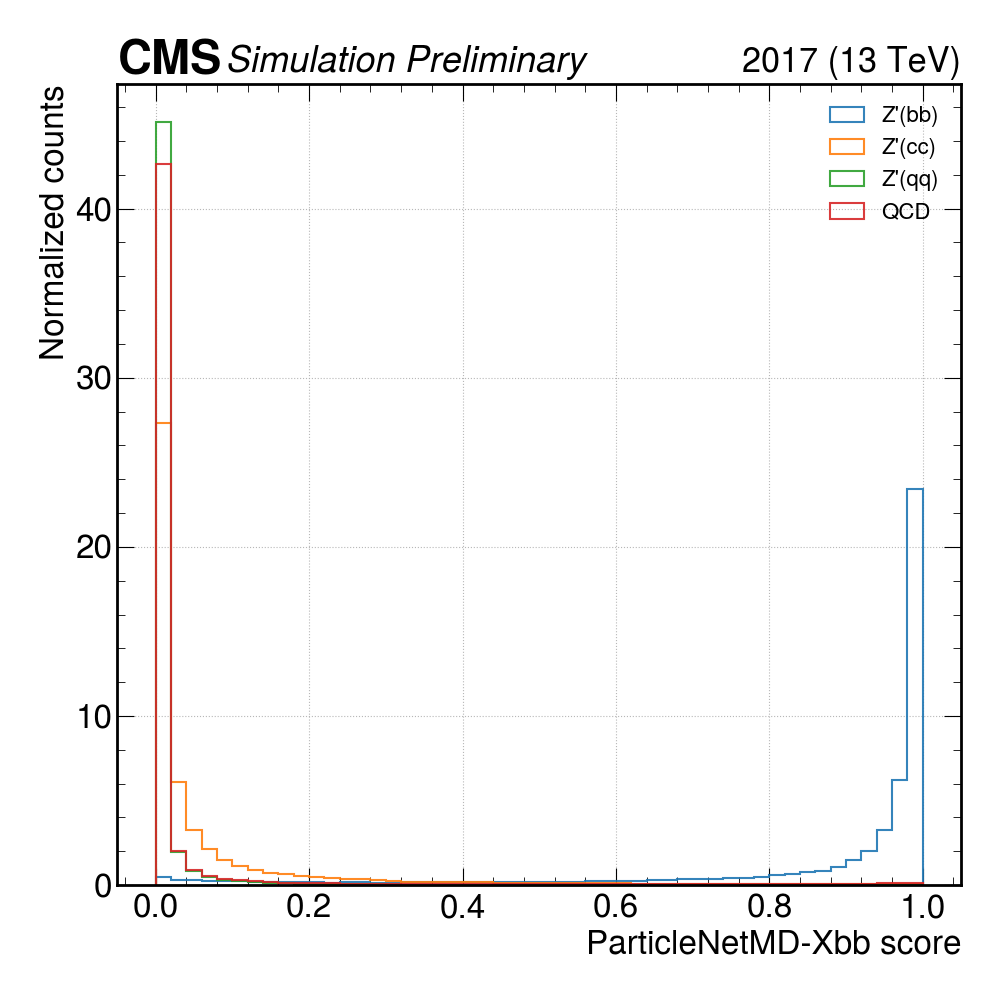 CMS Simulation Preliminary 2017 (13 TeV)
Normalized counts
Z'(bb)
Z'(cc)
Z'(qq)
QCD
40
30
20
10
0
0.0 0.2 0.4 0.6 0.8 1.0
ParticleNetMD-Xbb score